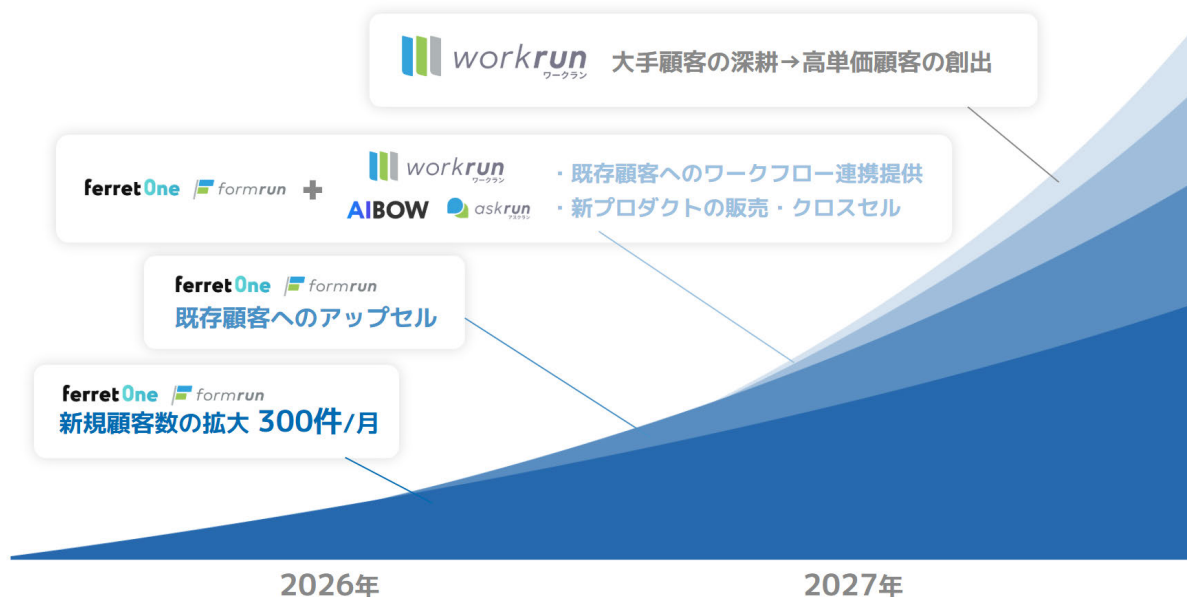 workrun 大手顧客の深耕→高単価顧客の創出
ワークラン
ferret One formrun + workrun ・既存顧客へのワークフロー連携提供
ワークラン
AIBOW askrun ・新プロダクトの販売・クロスセル
アスクラン
ferret One formrun
既存顧客へのアップセル
ferret One formrun
新規顧客数の拡大 300件/月
2026年 2027年